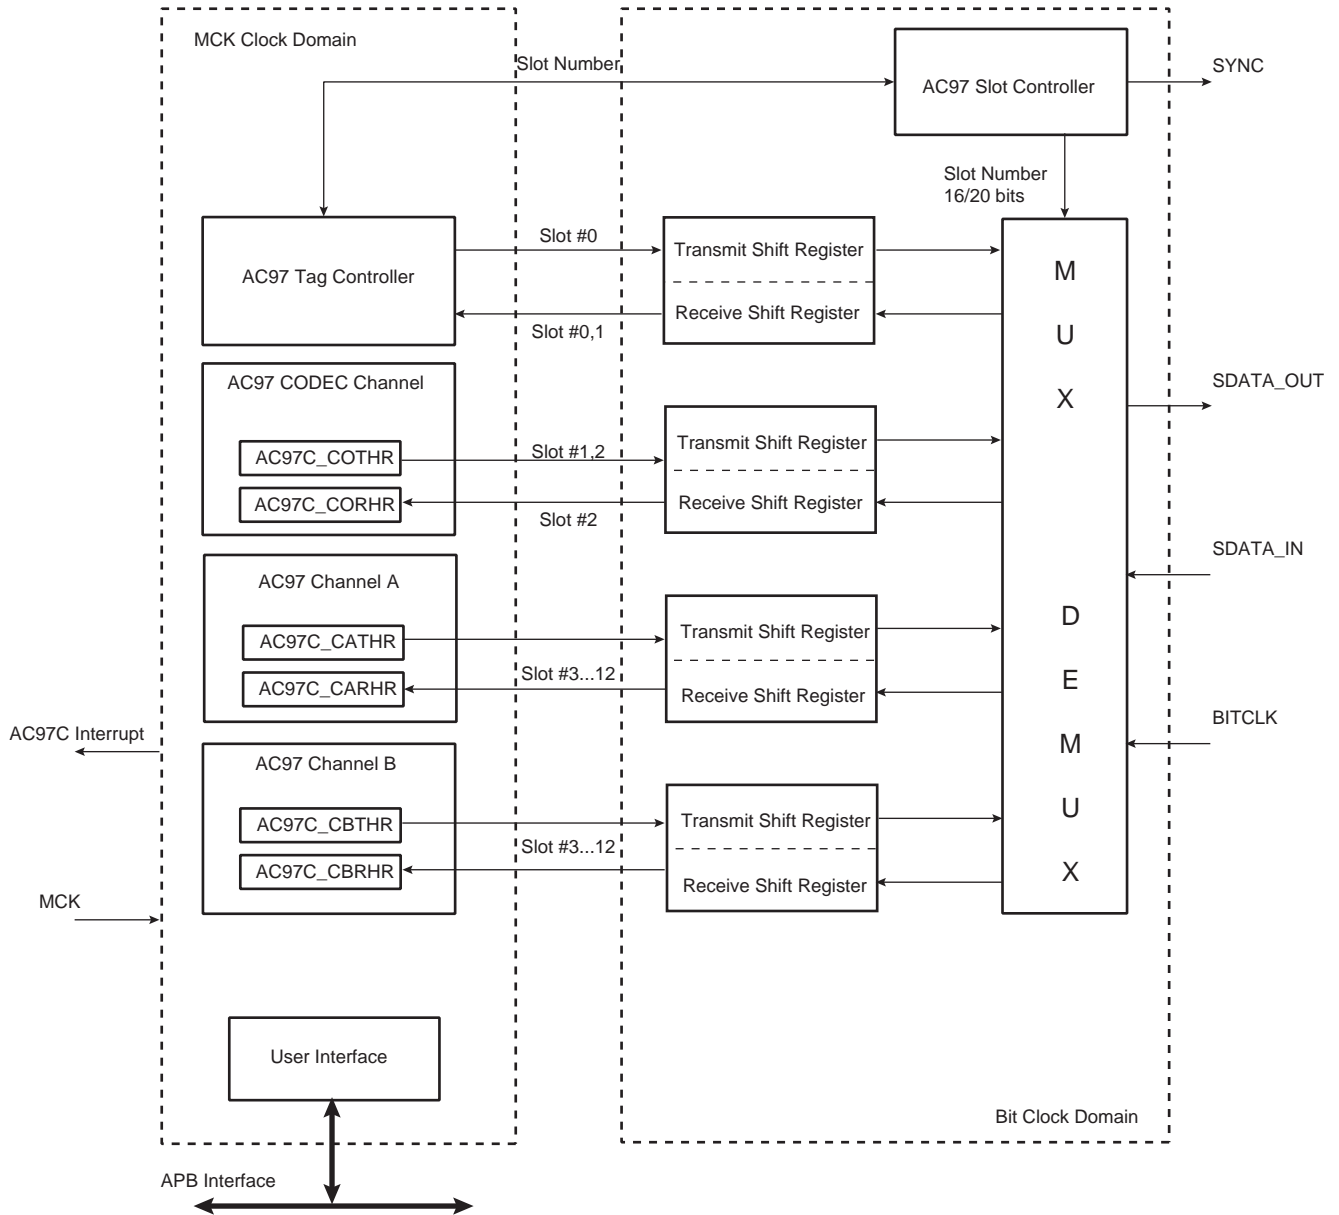 MCK Clock Domain
Slot Number
AC97 Slot Controller
SYNC
Slot Number
16/20 bits
AC97 Tag Controller
Slot #0
Slot #0,1
Transmit Shift Register
Receive Shift Register
M
U
X
D
E
M
U
X
AC97 CODEC Channel
AC97C_COTHR
AC97C_CORHR
Slot #1,2
Slot #2
Transmit Shift Register
Receive Shift Register
SDATA_OUT
SDATA_IN
AC97 Channel A
AC97C_CATHR
AC97C_CARHR
Slot #3...12
Transmit Shift Register
Receive Shift Register
AC97C Interrupt
BITCLK
AC97 Channel B
AC97C_CBTHR
AC97C_CBRHR
Slot #3...12
Transmit Shift Register
Receive Shift Register
MCK
User Interface
Bit Clock Domain
APB Interface